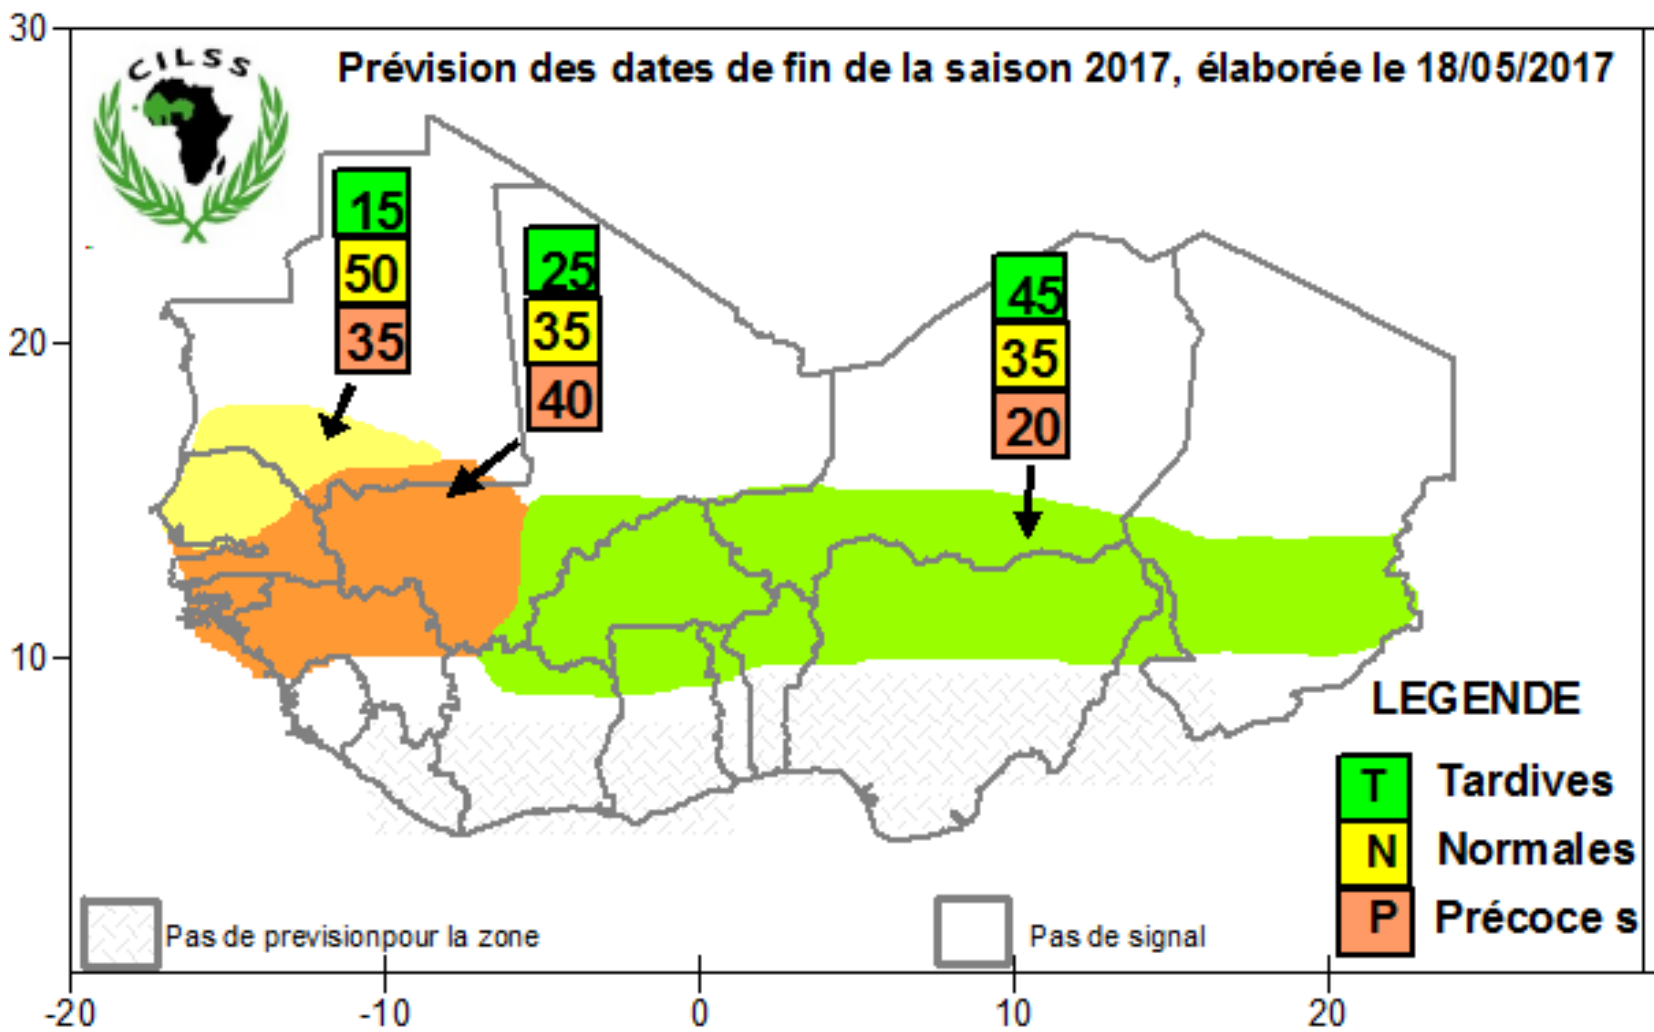 30
CILSS
Prévision des dates de fin de la saison 2017, élaborée le 18/05/2017
15
50
35
25
35
40
45
35
20
20
10
LEGENDE
T Tardives
N Normales
P Précoce s
Pas de previsionpour la zone
Pas de signal
-20 -10 0 10 20